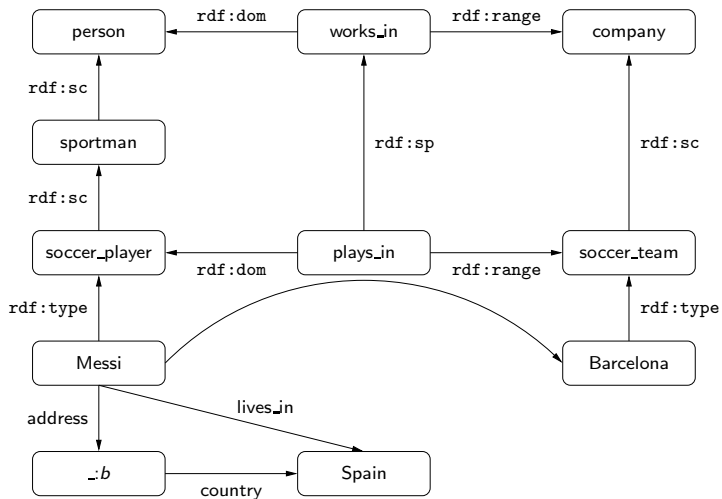 person rdf:dom works_in rdf:range company
rdf:sc
sportman rdf:sp rdf:sc
rdf:sc
soccer_player rdf:dom plays_in rdf:range soccer_team
rdf:type rdf:type
Messi Barcelona
address lives_in
_:b country Spain